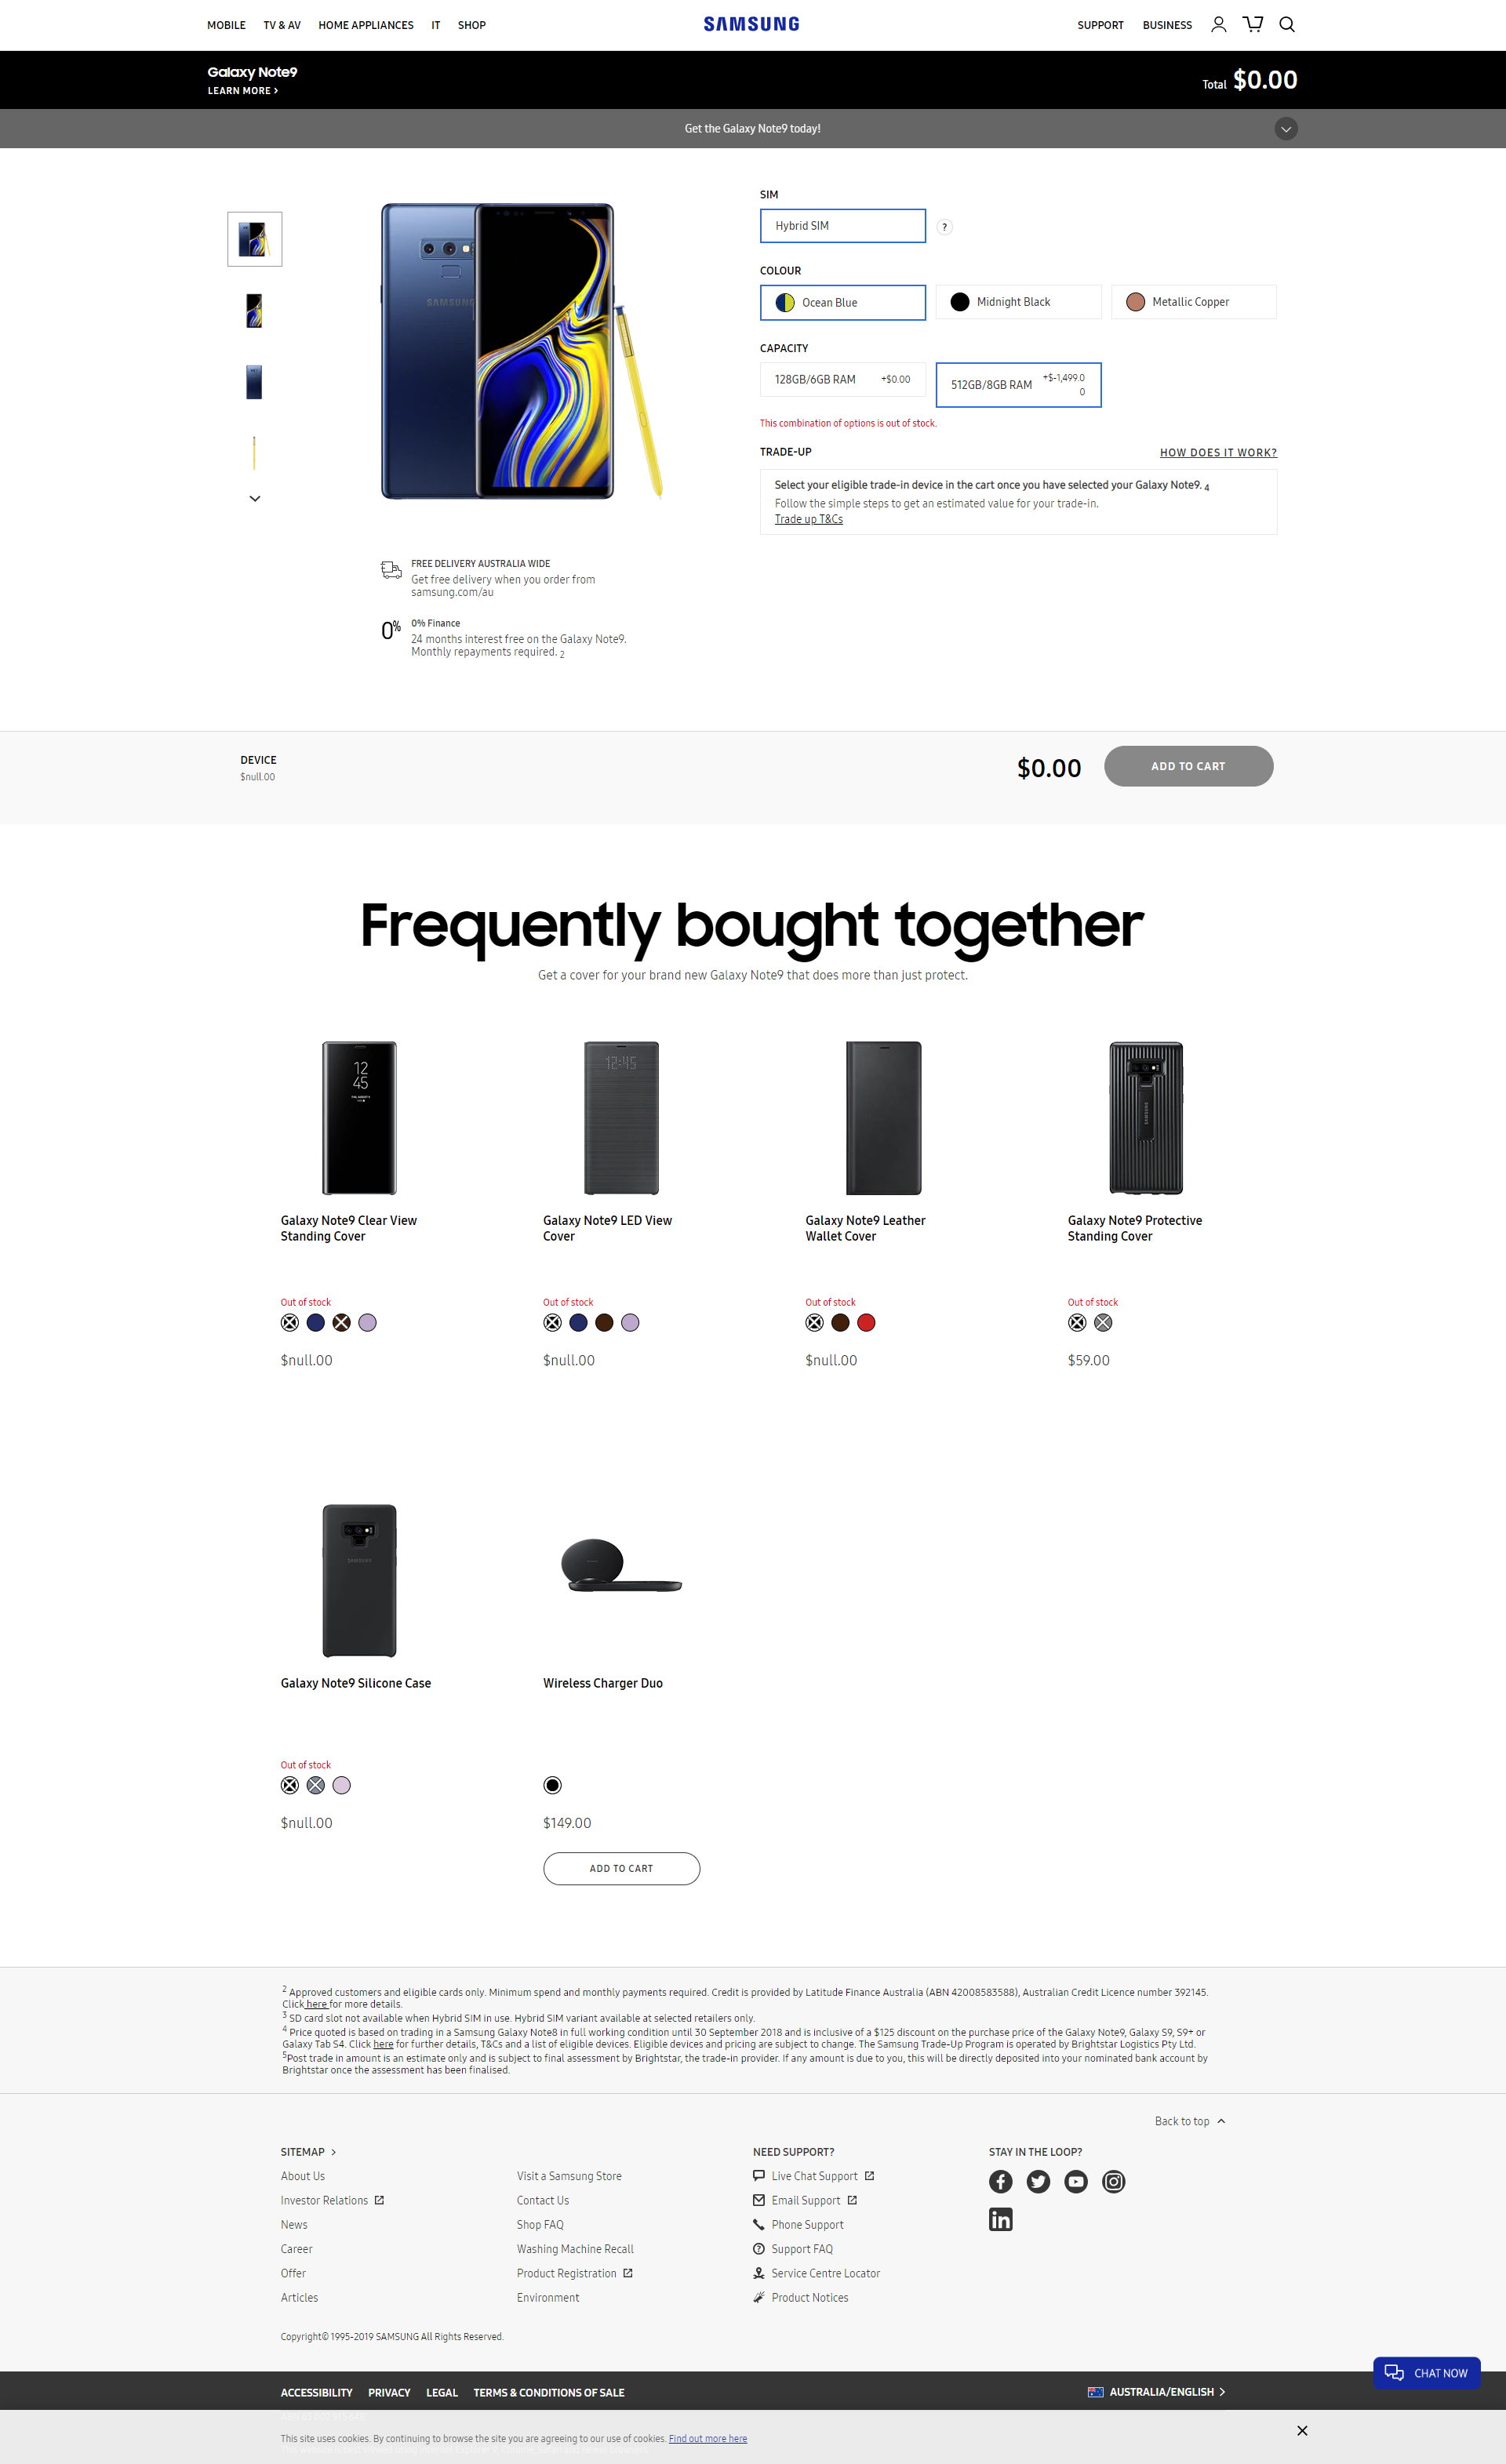 MOBILE TV & AV HOME APPLIANCES IT SHOP SAMSUNG SUPPORT BUSINESS
Galaxy Note9
LEARN MORE >
Total $0.00
Get the Galaxy Note9 today!
SIM
Hybrid SIM ?
COLOUR
Ocean Blue Midnight Black Metallic Copper
CAPACITY
128GB/6GB RAM +$0.00 512GB/8GB RAM +$-1,499.0
0
This combination of options is out of stock.
TRADE-UP HOW DOES IT WORK?
Select your eligible trade-in device in the cart once you have selected your Galaxy Note9. 4
Follow the simple steps to get an estimated value for your trade-in.
Trade up T&Cs
SAMSUNG
FREE DELIVERY AUSTRALIA WIDE
Get free delivery when you order from
samsung.com/au
0% 0% Finance
24 months interest free on the Galaxy Note9.
Monthly repayments required. 2
DEVICE
$null.00
$0.00 ADD TO CART
Frequently bought together
Get a cover for your brand new Galaxy Note9 that does more than just protect.
12
45
12:45
SAMSUNG
Galaxy Note9 Clear View
Standing Cover
Out of stock
$null.00
Galaxy Note9 LED View
Cover
Out of stock
$null.00
Galaxy Note9 Leather
Wallet Cover
Out of stock
$null.00
Galaxy Note9 Protective
Standing Cover
Out of stock
$59.00
SAMSUNG
Galaxy Note9 Silicone Case
Out of stock
$null.00
Wireless Charger Duo
$149.00
ADD TO CART
2 Approved customers and eligible cards only. Minimum spend and monthly payments required. Credit is provided by Latitude Finance Australia (ABN 42008583588), Australian Credit Licence number 392145.
Click here for more details.
3 SD card slot not available when Hybrid SIM in use. Hybrid SIM variant available at selected retailers only.
4 Price quoted is based on trading in a Samsung Galaxy Note8 in full working condition until 30 September 2018 and is inclusive of a $125 discount on the purchase price of the Galaxy Note9, Galaxy S9, S9+ or
Galaxy Tab S4. Click here for further details, T&Cs and a list of eligible devices. Eligible devices and pricing are subject to change. The Samsung Trade-Up Program is operated by Brightstar Logistics Pty Ltd.
5Post trade in amount is an estimate only and is subject to final assessment by Brightstar, the trade-in provider. If any amount is due to you, this will be directly deposited into your nominated bank account by
Brightstar once the assessment has been finalised.
Back to top
SITEMAP >
About Us
Investor Relations
News
Career
Offer
Articles
Visit a Samsung Store
Contact Us
Shop FAQ
Washing Machine Recall
Product Registration
Environment
NEED SUPPORT?
Live Chat Support
Email Support
Phone Support
Support FAQ
Service Centre Locator
Product Notices
STAY IN THE LOOP?
Copyright© 1995-2019 SAMSUNG All Rights Reserved.
CHAT NOW
ACCESSIBILITY PRIVACY LEGAL TERMS & CONDITIONS OF SALE AUSTRALIA/ENGLISH >
This site uses cookies. By continuing to browse the site you are agreeing to our use of cookies. Find out more here